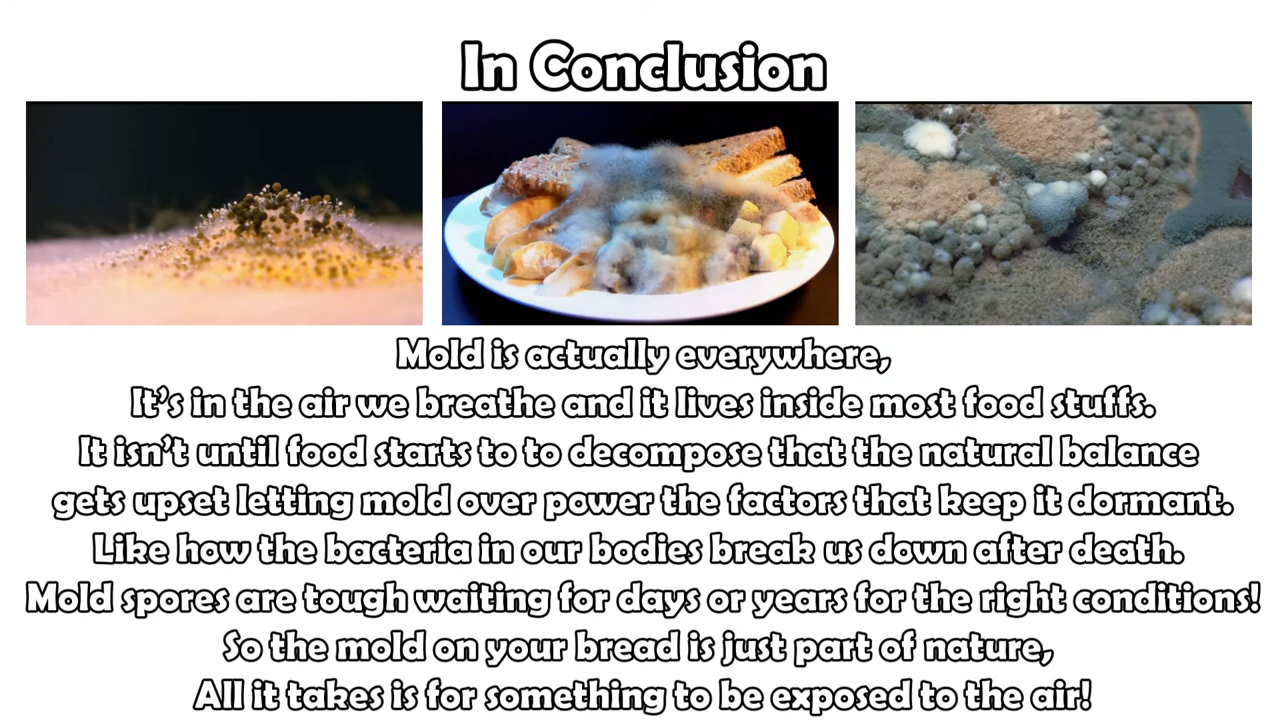 In Conclusion
Mold is actually everywhere,
It's in the air we breathe and it lives inside most food stuffs.
It isn't until food starts to to decompose that the natural balance
gets upset letting mold over power the factors that keep it dormant.
Like how the bacteria in our bodies break us down after death.
Mold spores are tough waiting for days or years for the right conditions!
So the mold on your bread is just part of nature,
All it takes is for something to be exposed to the air!